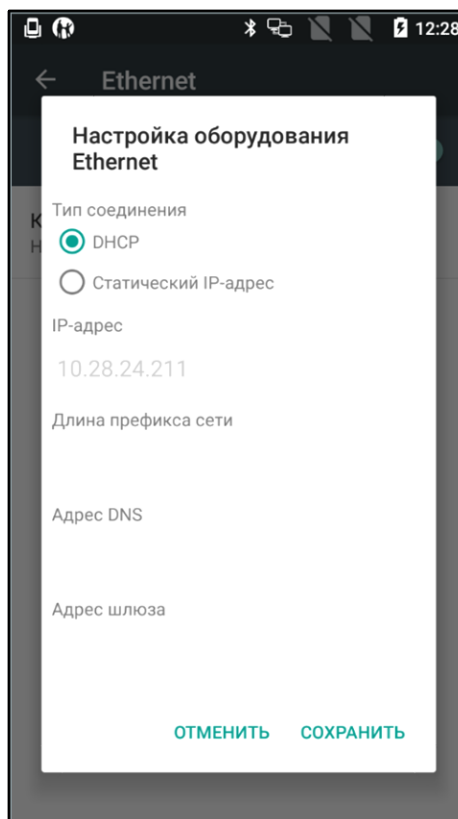 12:28
Ethernet
Настройка оборудования
Ethernet
К
Н
Тип соединения
DHCP
Статический IP-адрес
IP-адрес
10.28.24.211
Длина префикса сети
Адрес DNS
Адрес шлюза
ОТМЕНИТЬ СОХРАНИТЬ